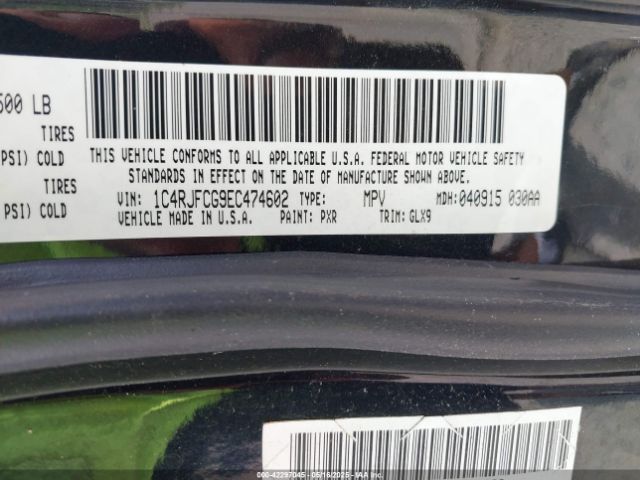 500 LB
TIRES
PSI) COLD
TIRES
PSI) COLD
THIS VEHICLE CONFORMS TO ALL APPLICABLE U.S.A. FEDERAL MOTOR VEHICLE SAFETY
STANDARDS IN EFFECT ON THE DATE OF MANUFACTURE SHOWN ABOVE.
VIN: 1C4RJFCG9EC474602 TYPE: MPV MDH: 040915 030AA
VEHICLE MADE IN U.S.A. PAINT: PXR TRIM: GLX9
000-42297045 - 05/16/2025 - IAA Inc.